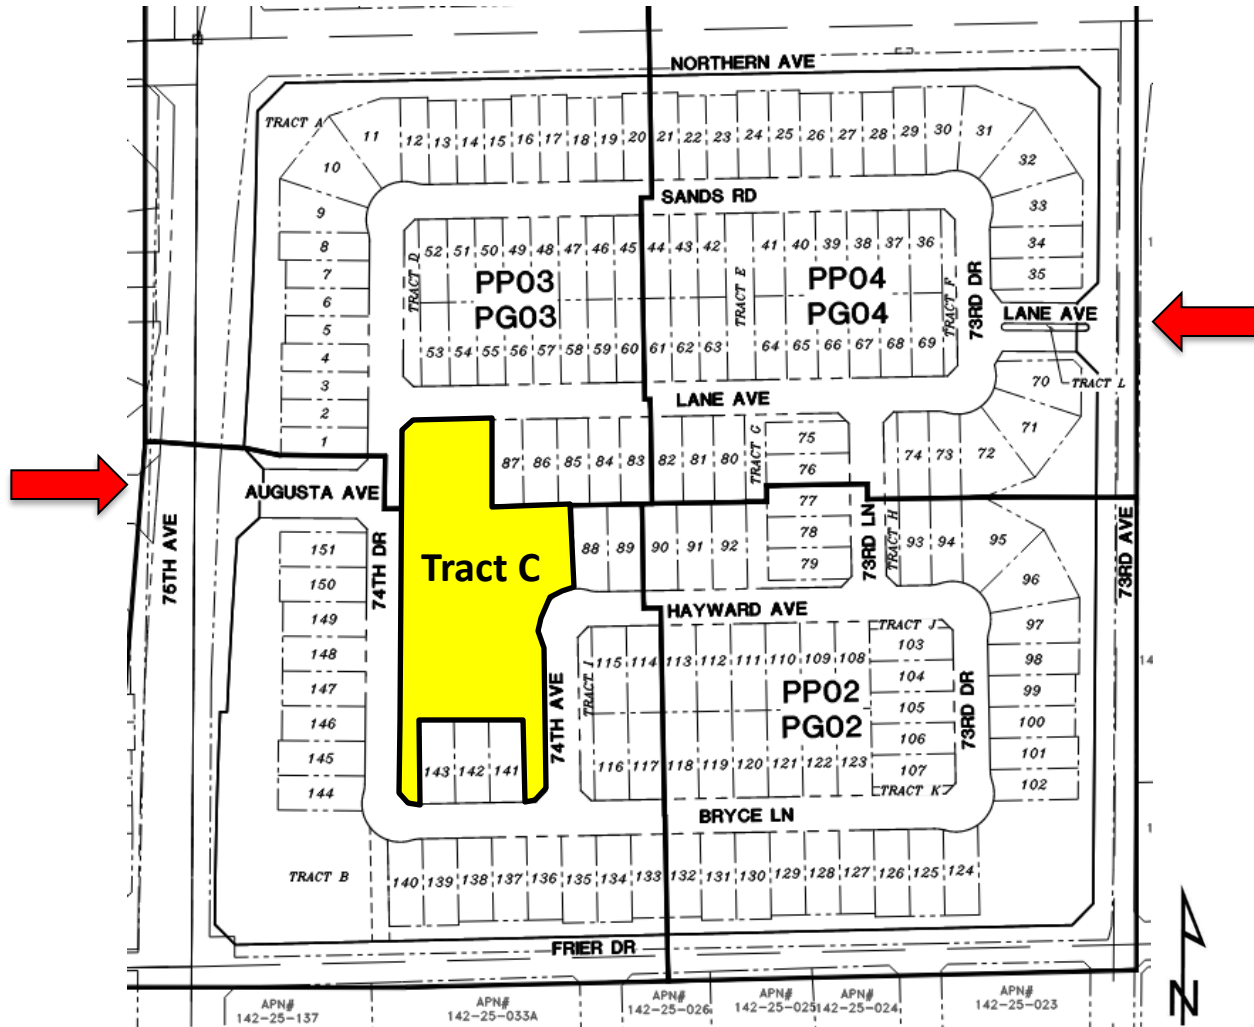 NORTHERN AVE
TRACT A
11 12 13 14 15 16 17 18 19 20 21 22 23 24 25 26 27 28 29 30 31
10
32
SANDS RD
9
33
8
52 51 50 49 48 47 46 45 44 43 42 41 40 39 38 37 36
34
7
35
TRACT D
PP03
PG03
TRACT E
PP04
PG04
TRACT F
73RD DR
6
LANE AVE
5
4
53 54 55 56 57 58 59 60 61 62 63 64 65 66 67 68 69
3
70
TRACT L
LANE AVE
2
71
1
87 86 85 84 83 82 81 80
TRACT G
75
76
74 73 72
AUGUSTA AVE
77
75TH AVE
74TH DR
Tract C
78
79
73RD LN
TRACT H
73RD AVE
151
88 89 90 91 92
93 94 95
150
96
149
HAYWARD AVE
TRACT J
97
148
115 114 113 112 111 110 109 108
103
98
147
TRACT I
PP02
PG02
104
99
146
74TH AVE
105
73RD DR
100
145
106
101
144
143 142 141
116 117 118 119 120 121 122 123
107
102
TRACT K
BRYCE LN
TRACT B
140 139 138 137 136 135 134 133 132 131 130 129 128 127 126 125 124
FRIER DR
APN#
142-25-137
APN#
142-25-033A
APN#
142-25-026
APN#
142-25-025
APN#
142-25-024
APN#
142-25-023
N